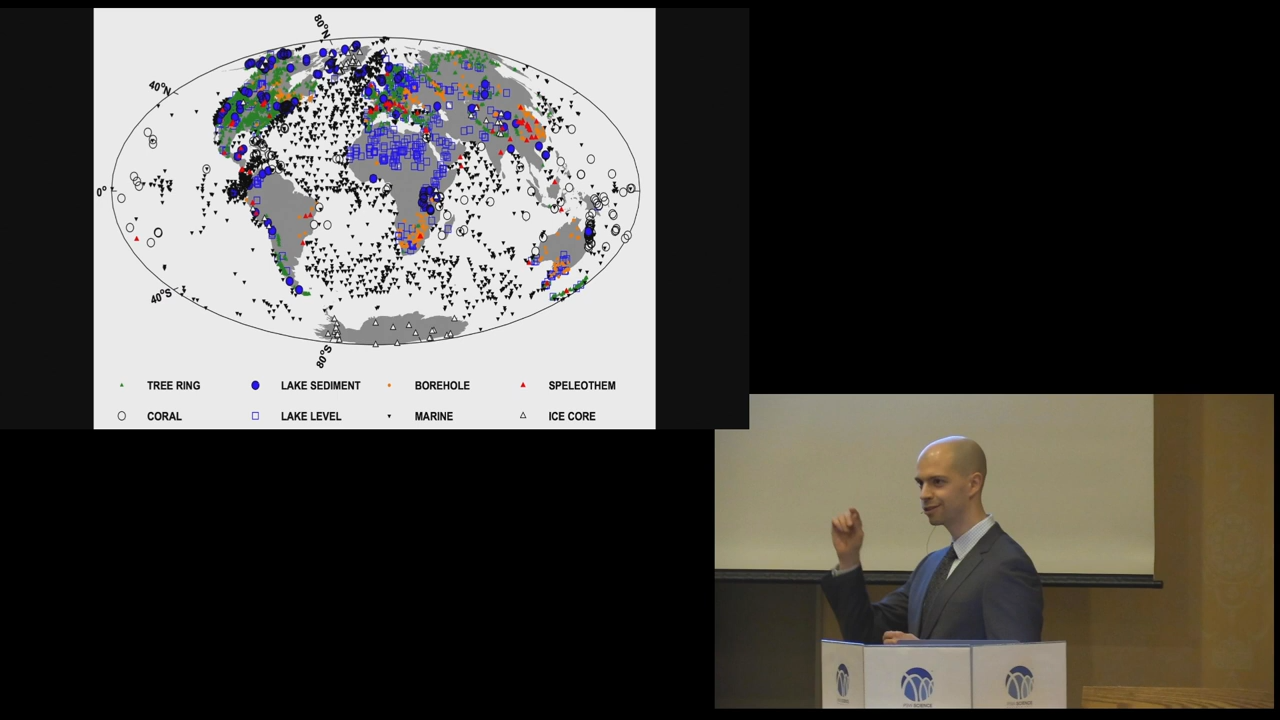 80°N
40°N
0°
40°S
80°S
TREE RING
LAKE SEDIMENT
BOREHOLE
SPELEOTHEM
CORAL
LAKE LEVEL
MARINE
ICE CORE